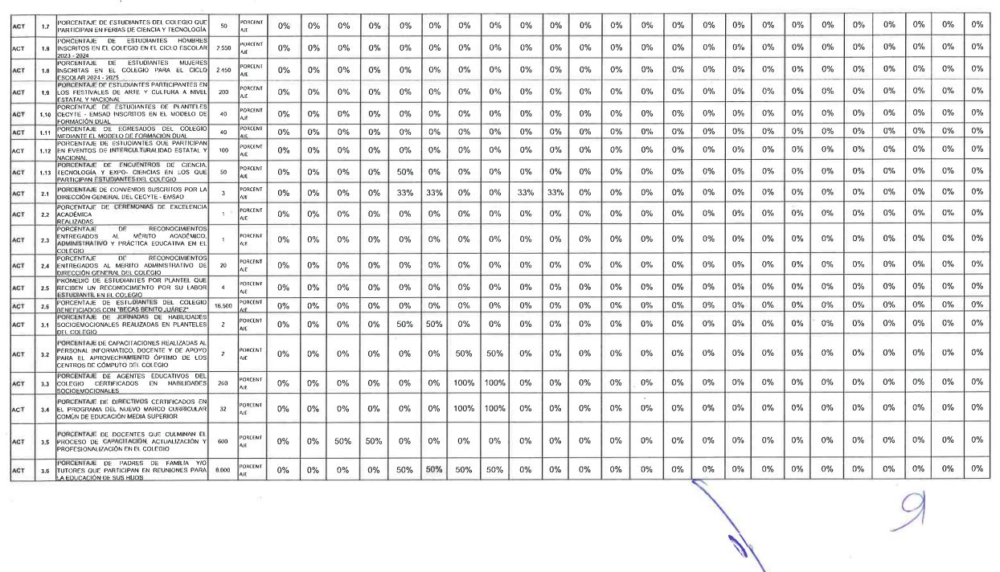 ACT 1.7
PORCENTAJE DE ESTUDIANTES DEL COLEGIO QUE
PARTICIPAN EN FERIAS DE CIENCIA Y TECNOLOGÍA
50
PORCENT
AJE
0% 0% 0% 0% 0% 0% 0% 0% 0% 0% 0% 0% 0% 0% 0% 0% 0% 0% 0% 0% 0% 0% 0% 0%
ACT 1.8
PORCENTAJE DE ESTUDIANTES HOMBRES
INSCRITOS EN EL COLEGIO EN EL CICLO ESCOLAR
2023 - 2024
2.550
PORCENT
AJE
0% 0% 0% 0% 0% 0% 0% 0% 0% 0% 0% 0% 0% 0% 0% 0% 0% 0% 0% 0% 0% 0% 0% 0%
ACT 1.8
PORCENTAJE DE ESTUDIANTES MUJERES
INSCRITAS EN EL COLEGIO PARA EL CICLO
ESCOLAR 2024 - 2025
2.450
PORCENT
AJE
0% 0% 0% 0% 0% 0% 0% 0% 0% 0% 0% 0% 0% 0% 0% 0% 0% 0% 0% 0% 0% 0% 0% 0%
ACT 1.9
PORCENTAJE DE ESTUDIANTES PARTICIPANTES EN
LOS FESTIVALES DE ARTE Y CULTURA A NIVEL
ESTATAL Y NACIONAL
200
PORCENT
AJE
0% 0% 0% 0% 0% 0% 0% 0% 0% 0% 0% 0% 0% 0% 0% 0% 0% 0% 0% 0% 0% 0% 0% 0%
ACT 1.10
PORCENTAJE DE ESTUDIANTES DE PLANTELES
CECYTE - EMSAD INSCRITOS EN EL MODELO DE
FORMACIÓN DUAL
40
PORCENT
AJE
0% 0% 0% 0% 0% 0% 0% 0% 0% 0% 0% 0% 0% 0% 0% 0% 0% 0% 0% 0% 0% 0% 0% 0%
ACT 1.11
PORCENTAJE DE EGRESADOS DEL COLEGIO
MEDIANTE EL MODELO DE FORMACIÓN DUAL
40
PORCENT
AJE
0% 0% 0% 0% 0% 0% 0% 0% 0% 0% 0% 0% 0% 0% 0% 0% 0% 0% 0% 0% 0% 0% 0% 0%
ACT 1.12
PORCENTAJE DE ESTUDIANTES QUE PARTICIPAN
EN EVENTOS DE INTERCULTURALIDAD ESTATAL Y
NACIONAL
100
PORCENT
AJE
0% 0% 0% 0% 0% 0% 0% 0% 0% 0% 0% 0% 0% 0% 0% 0% 0% 0% 0% 0% 0% 0% 0% 0%
ACT 1.13
PORCENTAJE DE ENCUENTROS DE CIENCIA,
TECNOLOGÍA Y EXPO- CIENCIAS EN LOS QUE
PARTICIPAN ESTUDIANTES DEL COLEGIO
50
PORCENT
AJE
0% 0% 0% 0% 50% 0% 0% 0% 0% 0% 0% 0% 0% 0% 0% 0% 0% 0% 0% 0% 0% 0% 0% 0%
ACT 2.1
PORCENTAJE DE CONVENIOS SUSCRITOS POR LA
DIRECCIÓN GENERAL DEL CECYTE - EMSAD
3
PORCENT
AJE
0% 0% 0% 0% 33% 33% 0% 0% 33% 33% 0% 0% 0% 0% 0% 0% 0% 0% 0% 0% 0% 0% 0% 0%
ACT 2.2
PORCENTAJE DE CEREMONIAS DE EXCELENCIA
ACADÉMICA
REALIZADAS
1
PORCENT
AJE
0% 0% 0% 0% 0% 0% 0% 0% 0% 0% 0% 0% 0% 0% 0% 0% 0% 0% 0% 0% 0% 0% 0% 0%
ACT 2.3
PORCENTAJE DE RECONOCIMIENTOS
ENTREGADOS AL MÉRITO ACADÉMICO,
ADMINISTRATIVO Y PRÁCTICA EDUCATIVA EN EL
COLEGIO
1
PORCENT
AJE
0% 0% 0% 0% 0% 0% 0% 0% 0% 0% 0% 0% 0% 0% 0% 0% 0% 0% 0% 0% 0% 0% 0% 0%
ACT 2.4
PORCENTAJE DE RECONOCIMIENTOS
ENTREGADOS AL MERITO ADMINISTRATIVO DE
DIRECCIÓN GENERAL DEL COLEGIO
20
PORCENT
AJE
0% 0% 0% 0% 0% 0% 0% 0% 0% 0% 0% 0% 0% 0% 0% 0% 0% 0% 0% 0% 0% 0% 0% 0%
ACT 2.5
PROMEDIO DE ESTUDIANTES POR PLANTEL QUE
RECIBEN UN RECONOCIMIENTO POR SU LABOR
ESTUDIANTIL EN EL COLEGIO
4
PORCENT
AJE
0% 0% 0% 0% 0% 0% 0% 0% 0% 0% 0% 0% 0% 0% 0% 0% 0% 0% 0% 0% 0% 0% 0% 0%
ACT 2.6
PORCENTAJE DE ESTUDIANTES DEL COLEGIO
BENEFICIADOS CON "BECAS BENITO JUÁREZ"
16.500
PORCENT
AJE
0% 0% 0% 0% 0% 0% 0% 0% 0% 0% 0% 0% 0% 0% 0% 0% 0% 0% 0% 0% 0% 0% 0% 0%
ACT 3.1
PORCENTAJE DE JORNADAS DE HABILIDADES
SOCIOEMOCIONALES REALIZADAS EN PLANTELES
DEL COLEGIO
2
PORCENT
AJE
0% 0% 0% 0% 50% 50% 0% 0% 0% 0% 0% 0% 0% 0% 0% 0% 0% 0% 0% 0% 0% 0% 0% 0%
ACT 3.2
PORCENTAJE DE CAPACITACIONES REALIZADAS AL
PERSONAL INFORMATICO, DOCENTE Y DE APOYO
PARA EL APROVECHAMIENTO ÓPTIMO DE LOS
CENTROS DE CÓMPUTO DEL COLEGIO
2
PORCENT
AJE
0% 0% 0% 0% 0% 0% 50% 50% 0% 0% 0% 0% 0% 0% 0% 0% 0% 0% 0% 0% 0% 0% 0% 0%
ACT 3.3
PORCENTAJE DE AGENTES EDUCATIVOS DEL
COLEGIO CERTIFICADOS EN HABILIDADES
SOCIOEMOCIONALES
260
PORCENT
AJE
0% 0% 0% 0% 0% 0% 100% 100% 0% 0% 0% 0% 0% 0% 0% 0% 0% 0% 0% 0% 0% 0% 0% 0%
ACT 3.4
PORCENTAJE DE DIRECTIVOS CERTIFICADOS EN
EL PROGRAMA DEL NUEVO MARCO CURRICULAR
COMÚN DE EDUCACIÓN MEDIA SUPERIOR
32
PORCENT
AJE
0% 0% 0% 0% 0% 0% 100% 100% 0% 0% 0% 0% 0% 0% 0% 0% 0% 0% 0% 0% 0% 0% 0% 0%
ACT 3.5
PORCENTAJE DE DOCENTES QUE CULMINAN EL
PROCESO DE CAPACITACIÓN, ACTUALIZACIÓN Y
PROFESIONALIZACIÓN EN EL COLEGIO
600
PORCENT
AJE
0% 0% 50% 50% 0% 0% 0% 0% 0% 0% 0% 0% 0% 0% 0% 0% 0% 0% 0% 0% 0% 0% 0% 0%
ACT 3.6
PORCENTAJE DE PADRES DE FAMILIA Y/O
TUTORES QUE PARTICIPAN EN REUNIONES PARA
LA EDUCACIÓN DE SUS HIJOS
8.000
PORCENT
AJE
0% 0% 0% 0% 50% 50% 50% 50% 0% 0% 0% 0% 0% 0% 0% 0% 0% 0% 0% 0% 0% 0% 0% 0%